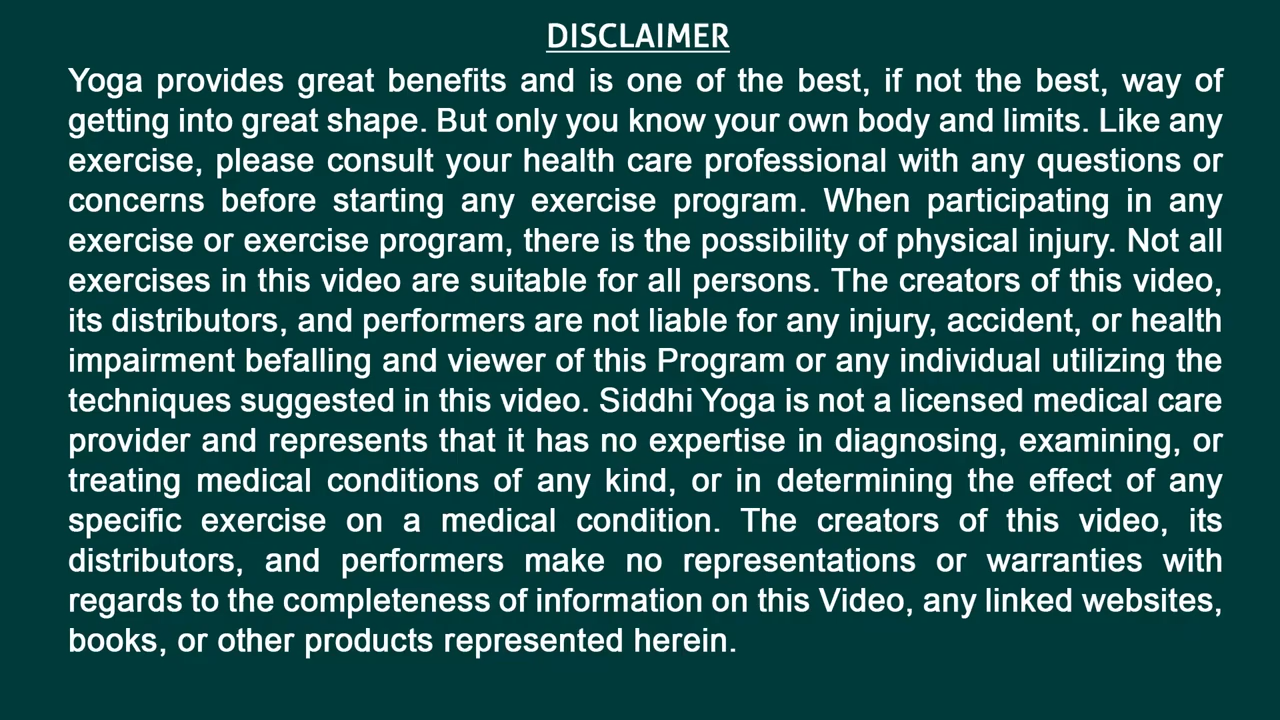 DISCLAIMER
Yoga provides great benefits and is one of the best, if not the best, way of
getting into great shape. But only you know your own body and limits. Like any
exercise, please consult your health care professional with any questions or
concerns before starting any exercise program. When participating in any
exercise or exercise program, there is the possibility of physical injury. Not all
exercises in this video are suitable for all persons. The creators of this video,
its distributors, and performers are not liable for any injury, accident, or health
impairment befalling and viewer of this Program or any individual utilizing the
techniques suggested in this video. Siddhi Yoga is not a licensed medical care
provider and represents that it has no expertise in diagnosing, examining, or
treating medical conditions of any kind, or in determining the effect of any
specific exercise on a medical condition. The creators of this video, its
distributors, and performers make no representations or warranties with
regards to the completeness of information on this Video, any linked websites,
books, or other products represented herein.